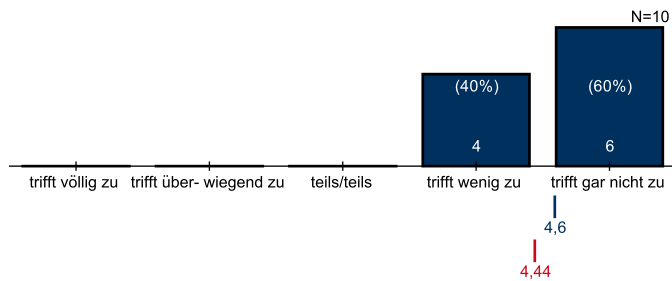 N=10
(40%) (60%)
4 6
trifft völlig zu trifft über- wiegend zu teils/teils trifft wenig zu trifft gar nicht zu
4,6
4,44